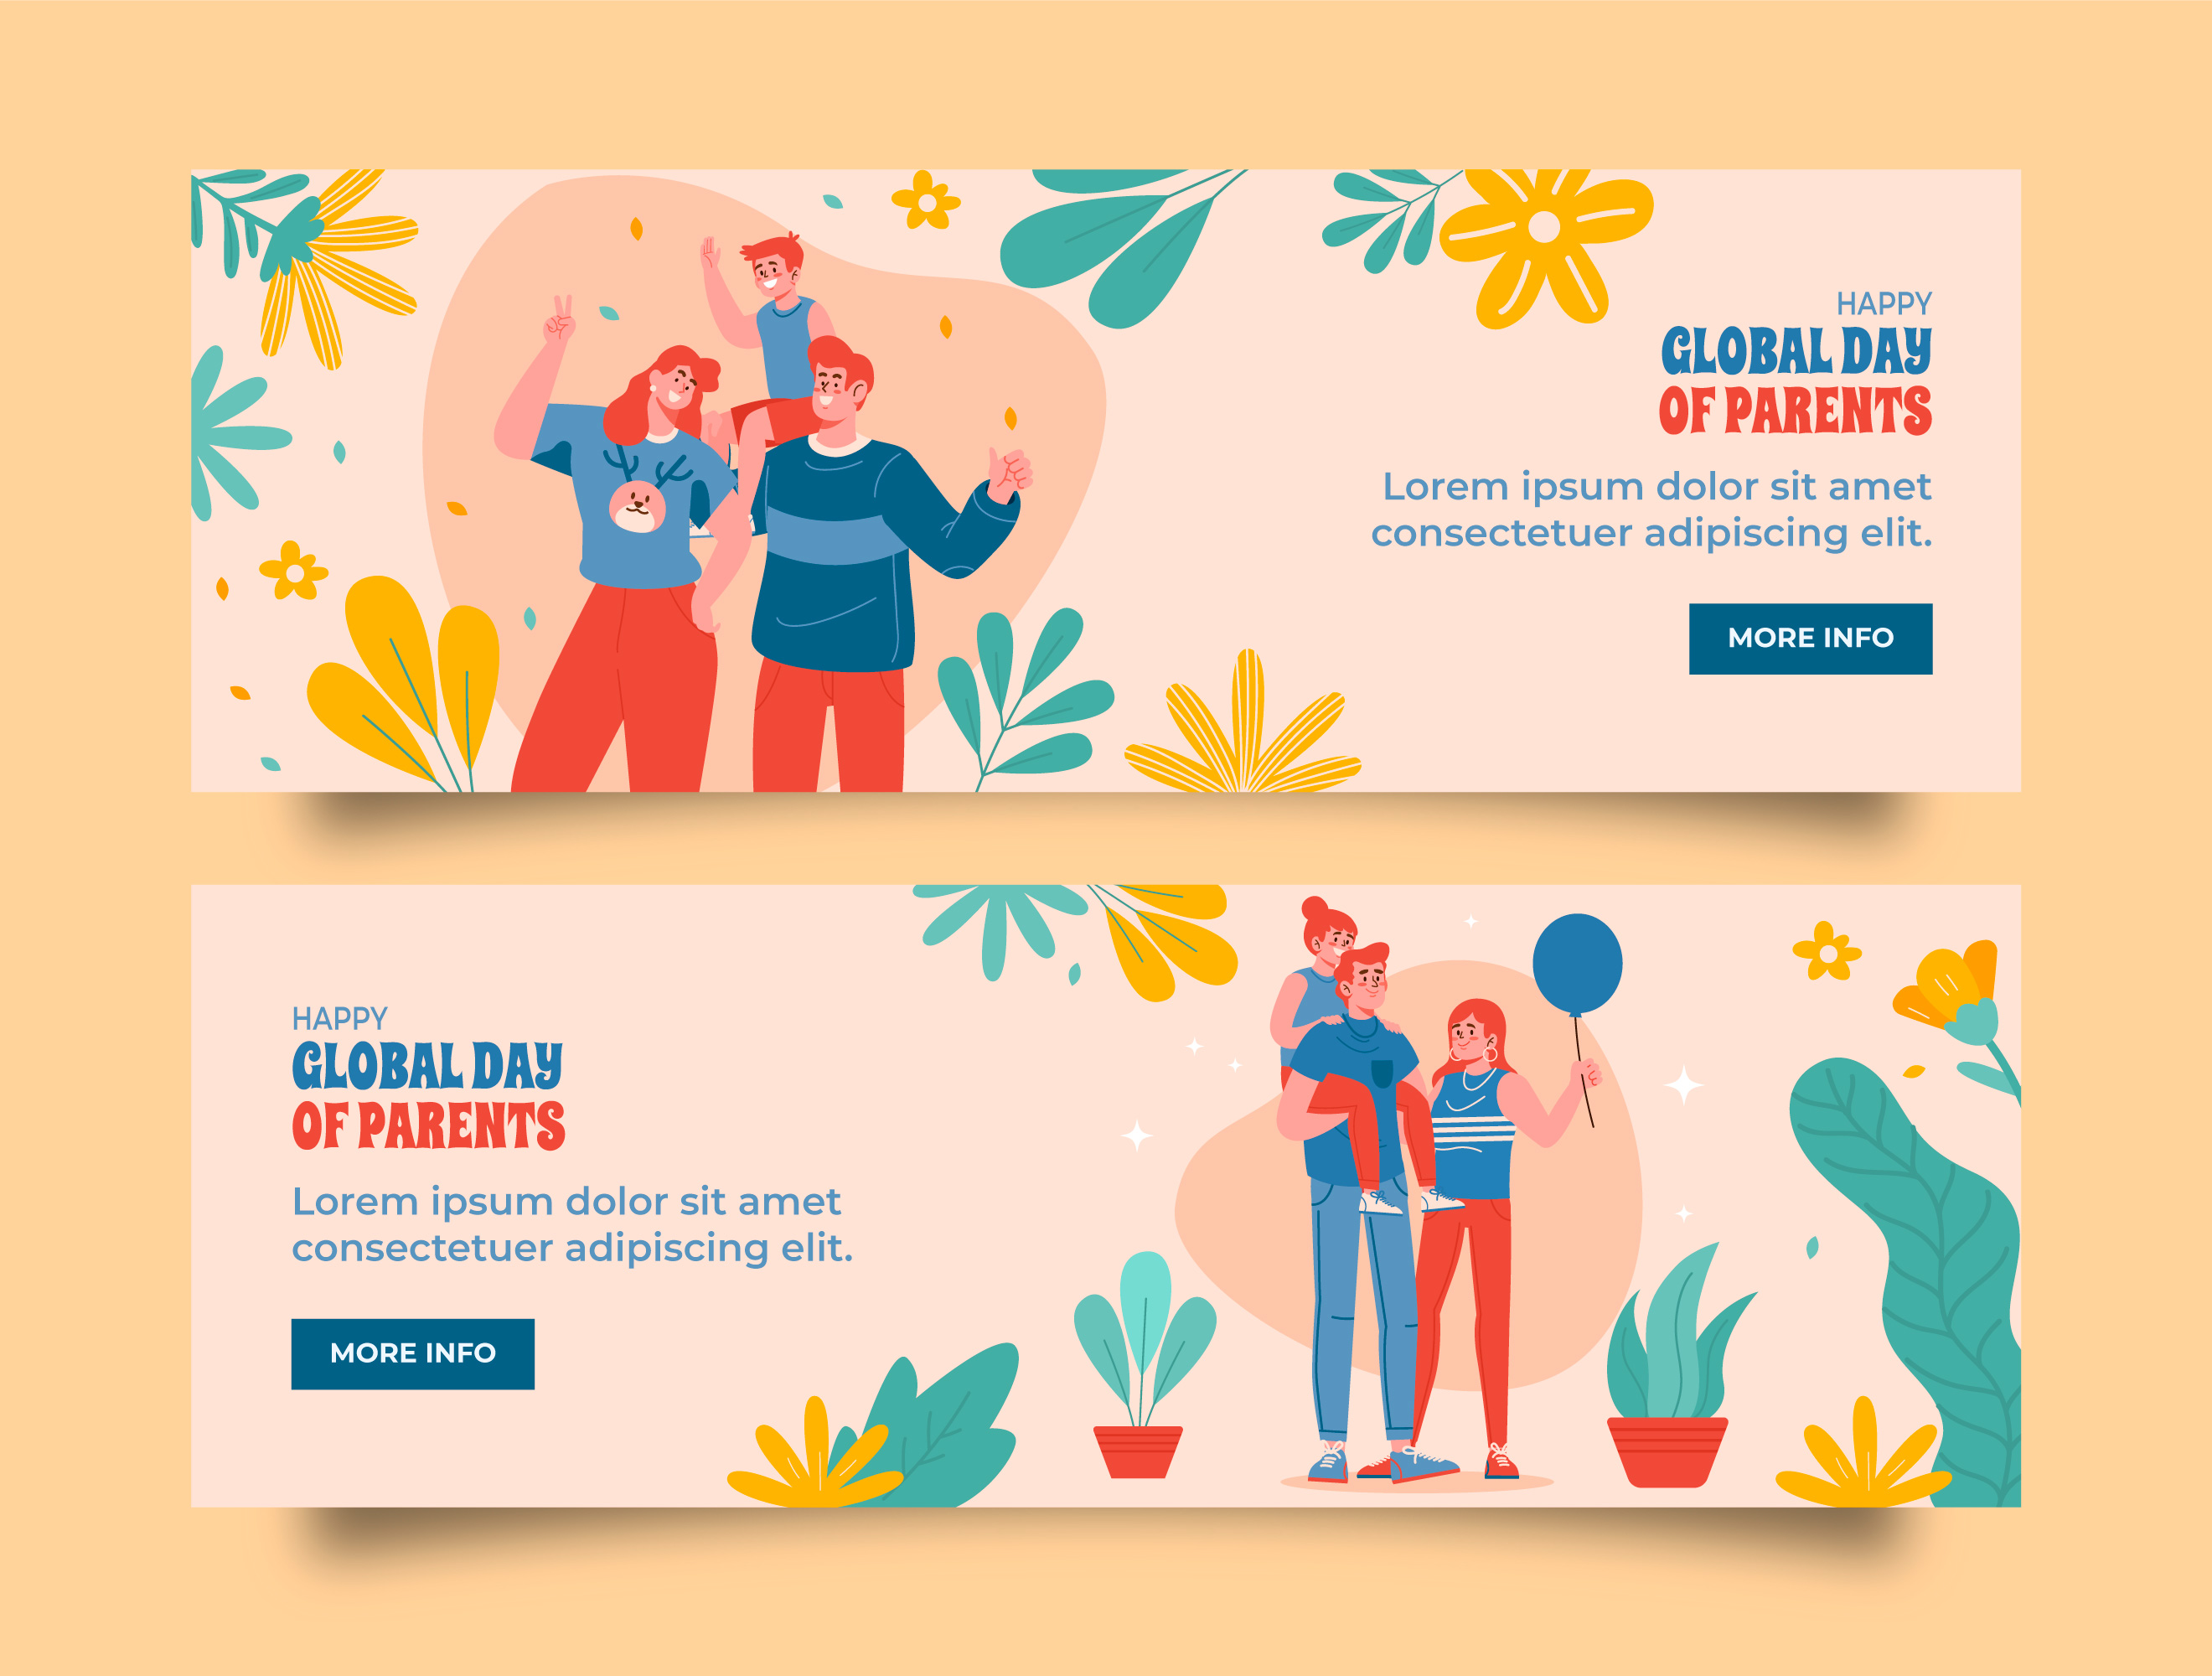 HAPPY
GLOBAL DAY
OF PARENTS
Lorem ipsum dolor sit amet
consectetuer adipiscing elit.
MORE INFO
HAPPY
GLOBAL DAY
OF PARENTS
Lorem ipsum dolor sit amet
consectetuer adipiscing elit.
MORE INFO